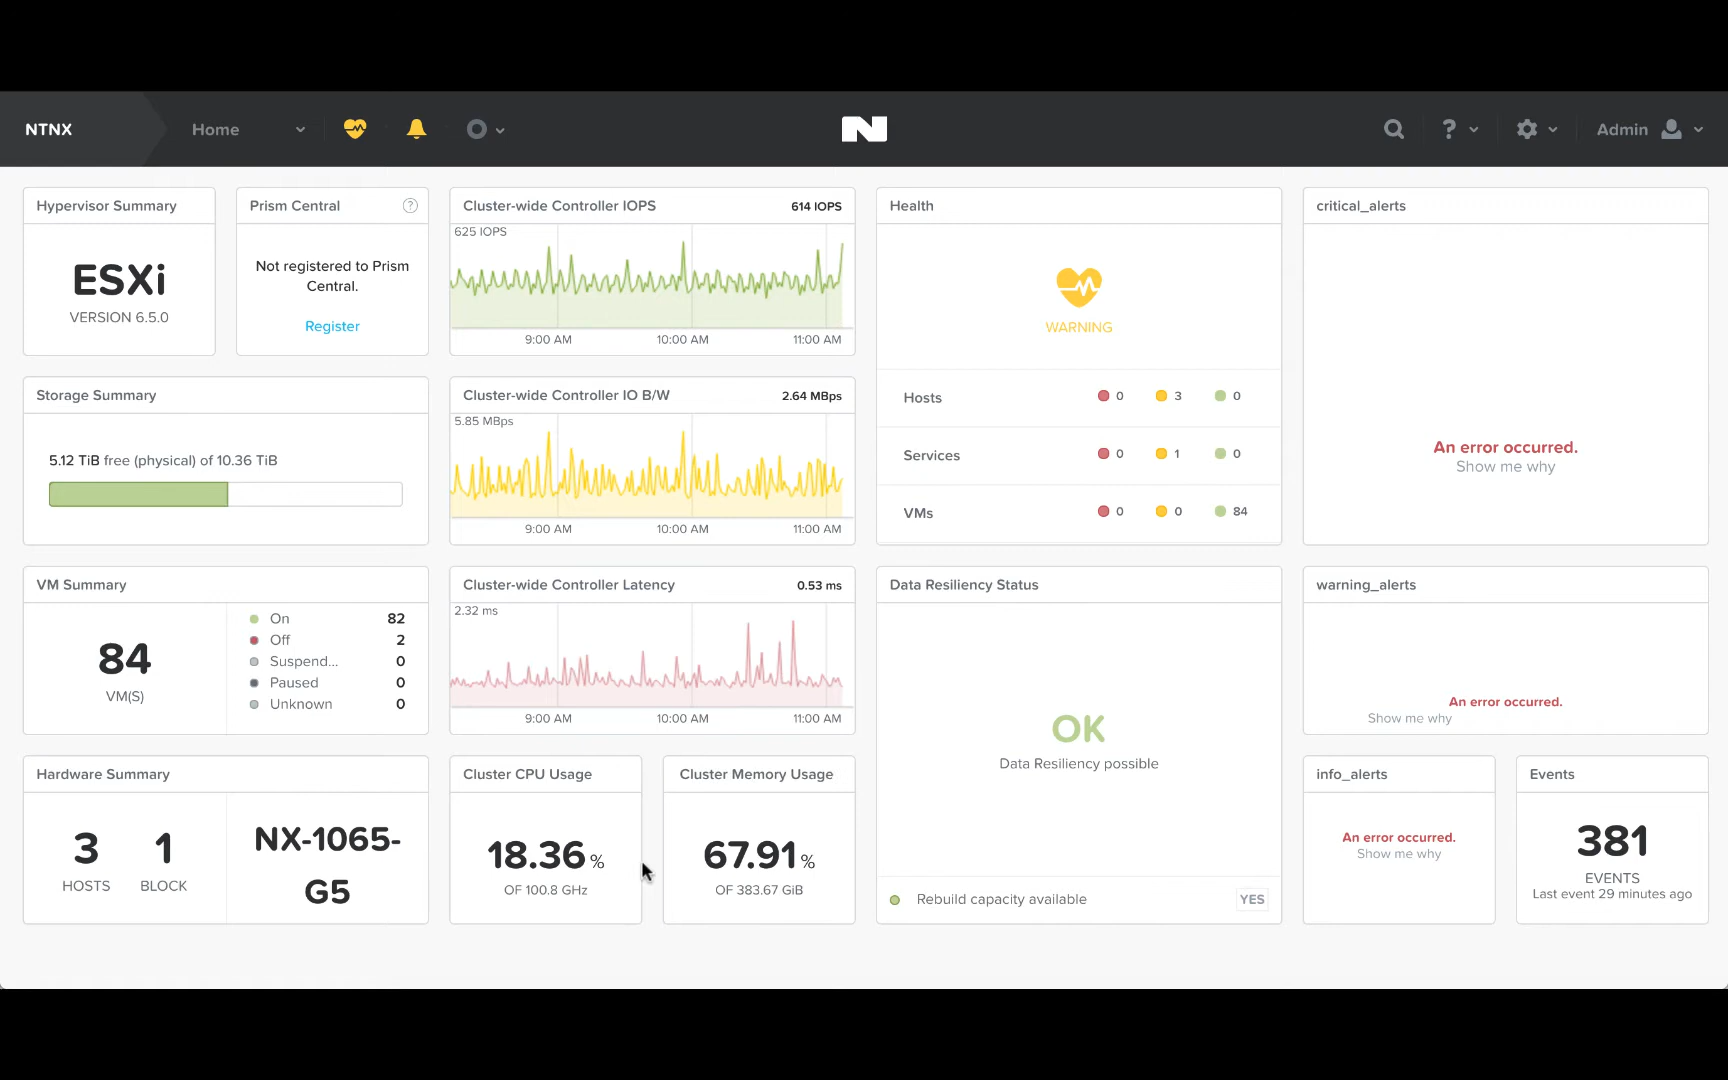 NTNX
Home
?
Admin
Hypervisor Summary
ESXi
VERSION 6.5.0
Prism Central
?
Not registered to Prism
Central.
Register
Cluster-wide Controller IOPS
614 IOPS
625 IOPS
9:00 AM
10:00 AM
11:00 AM
Health
WARNING
Hosts
0
3
0
Services
0
1
0
VMs
0
0
84
critical_alerts
An error occurred.
Show me why
Storage Summary
5.12 TiB free (physical) of 10.36 TiB
Cluster-wide Controller IO B/W
2.64 MBps
5.85 MBps
9:00 AM
10:00 AM
11:00 AM
VM Summary
84
VM(S)
On 82
Off 2
Suspend... 0
Paused 0
Unknown 0
Cluster-wide Controller Latency
0.53 ms
2.32 ms
9:00 AM
10:00 AM
11:00 AM
Data Resiliency Status
OK
Data Resiliency possible
Rebuild capacity available
YES
warning_alerts
An error occurred.
Show me why
Hardware Summary
3
HOSTS
1
BLOCK
NX-1065-
G5
Cluster CPU Usage
18.36 %
OF 100.8 GHz
Cluster Memory Usage
67.91 %
OF 383.67 GiB
info_alerts
An error occurred.
Show me why
Events
381
EVENTS
Last event 29 minutes ago